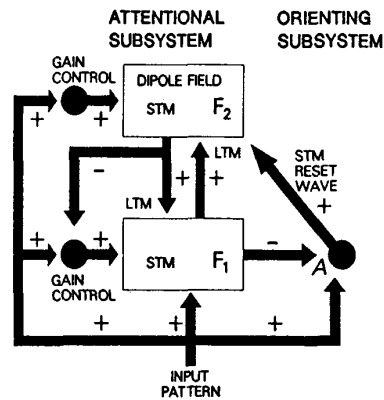 ATTENTIONAL SUBSYSTEM
ORIENTING SUBSYSTEM
GAIN CONTROL
DIPOLE FIELD
STM F₂
+ +
LTM
STM RESET WAVE
-
+ +
LTM
+
+ +
STM F₁
-
A
GAIN CONTROL
+ + +
INPUT PATTERN